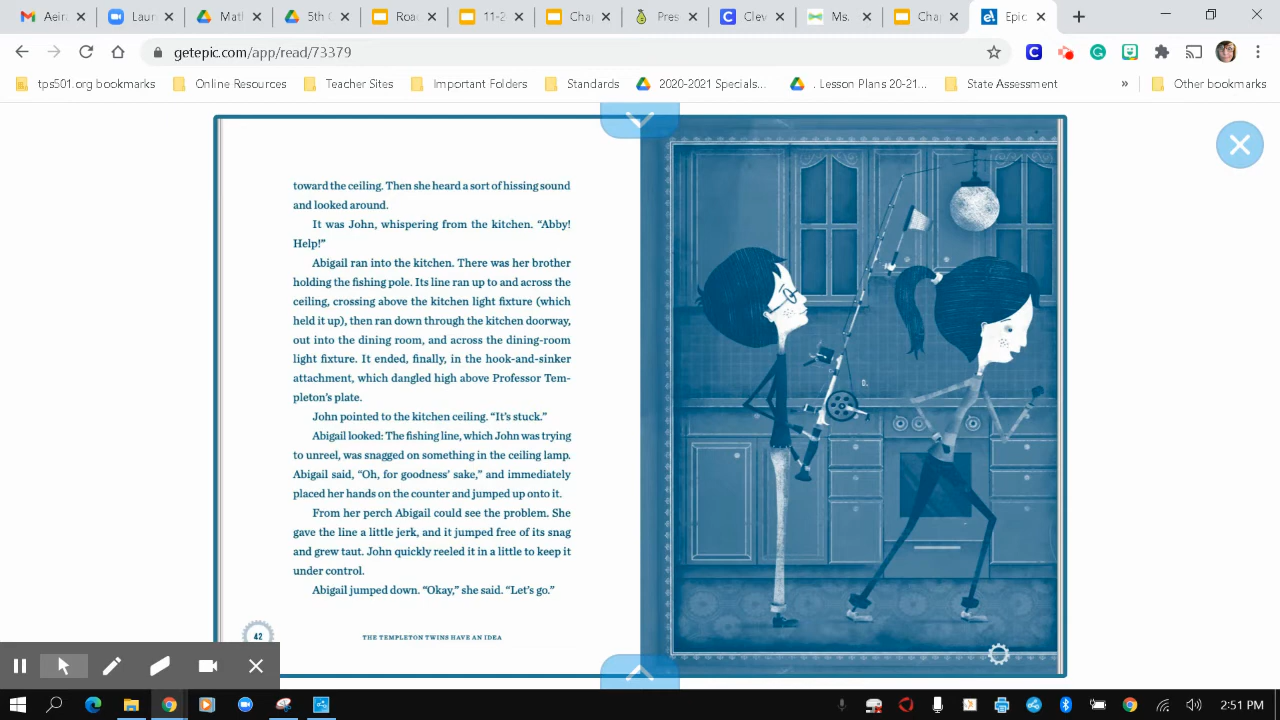 Airw
Grad
Math
Mast
Char
Pres
Clev
Ms
Char
Epic
getepic.com/app/read/73379
tps501.org bookmarks
Online Resources
Teacher Sites
Important Folders
Standards
2020-2021 Specials...
Lesson Plans 20-21...
State Assessment
»
Other bookmarks
toward the ceiling. Then she heard a sort of hissing sound
and looked around.
It was John, whispering from the kitchen. “Abby!
Help!”
Abigail ran into the kitchen. There was her brother
holding the fishing pole. Its line ran up to and across the
ceiling, crossing above the kitchen light fixture (which
held it up), then ran down through the kitchen doorway,
out into the dining room, and across the dining-room
light fixture. It ended, finally, in the hook-and-sinker
attachment, which dangled high above Professor Tem-
pleton’s plate.
John pointed to the kitchen ceiling. “It’s stuck.”
Abigail looked: The fishing line, which John was trying
to unreel, was snagged on something in the ceiling lamp.
Abigail said, “Oh, for goodness’ sake,” and immediately
placed her hands on the counter and jumped up onto it.
From her perch Abigail could see the problem. She
gave the line a little jerk, and it jumped free of its snag
and grew taut. John quickly reeled it in a little to keep it
under control.
Abigail jumped down. “Okay,” she said. “Let’s go.”
42
THE TEMPLETON TWINS HAVE AN IDEA
2:51 PM